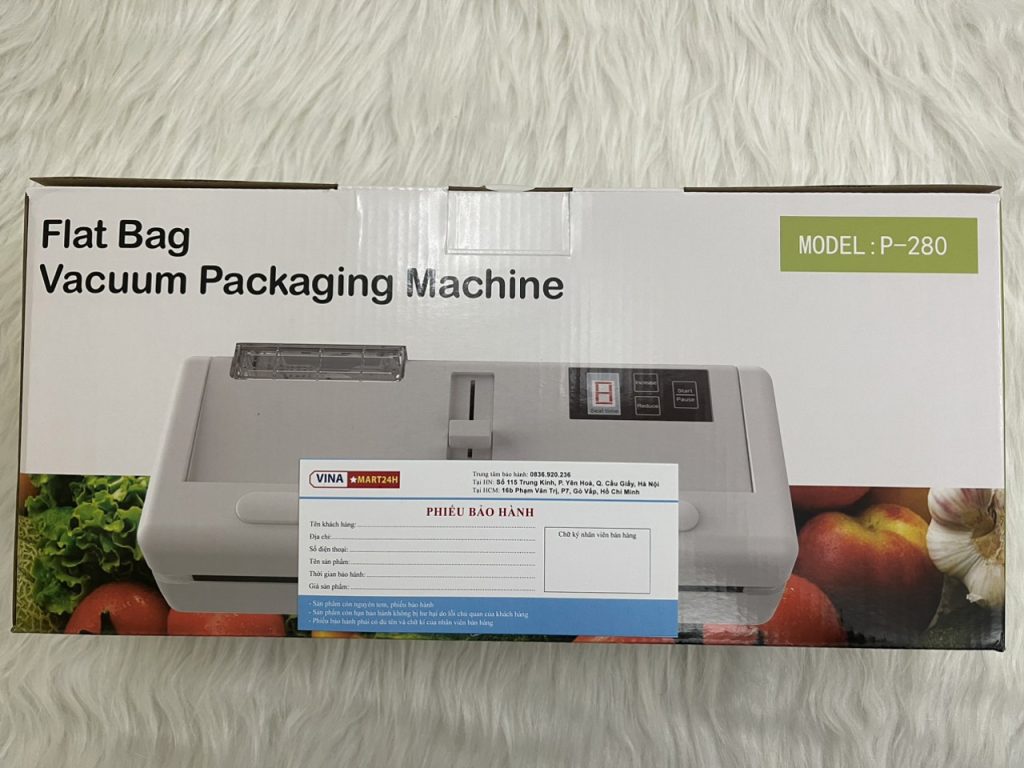 Flat Bag
Vacuum Packaging Machine
MODEL:P-280
8
Seal time
Increase
Reduce
Start
Pause
VINA ★MART24H
Trung tâm bảo hành: 0836.920.236
Tại HN: Số 115 Trung Kính, P. Yên Hoà, Q. Cầu Giấy, Hà Nội
Tại HCM: 16b Phạm Văn Trị, P7, Gò Vấp, Hồ Chí Minh
PHIẾU BẢO HÀNH
Tên khách hàng:
Địa chỉ:
Số điện thoại:
Tên sản phẩm:
Thời gian bảo hành:
Giá sản phẩm:
Chữ ký nhân viên bán hàng
- Sản phẩm còn nguyên tem, phiếu bảo hành
- Sản phẩm còn hạn bảo hành không bị hư hại do lỗi chủ quan của khách hàng
- Phiếu bảo hành phải có đủ tên và chữ kí của nhân viên bán hàng